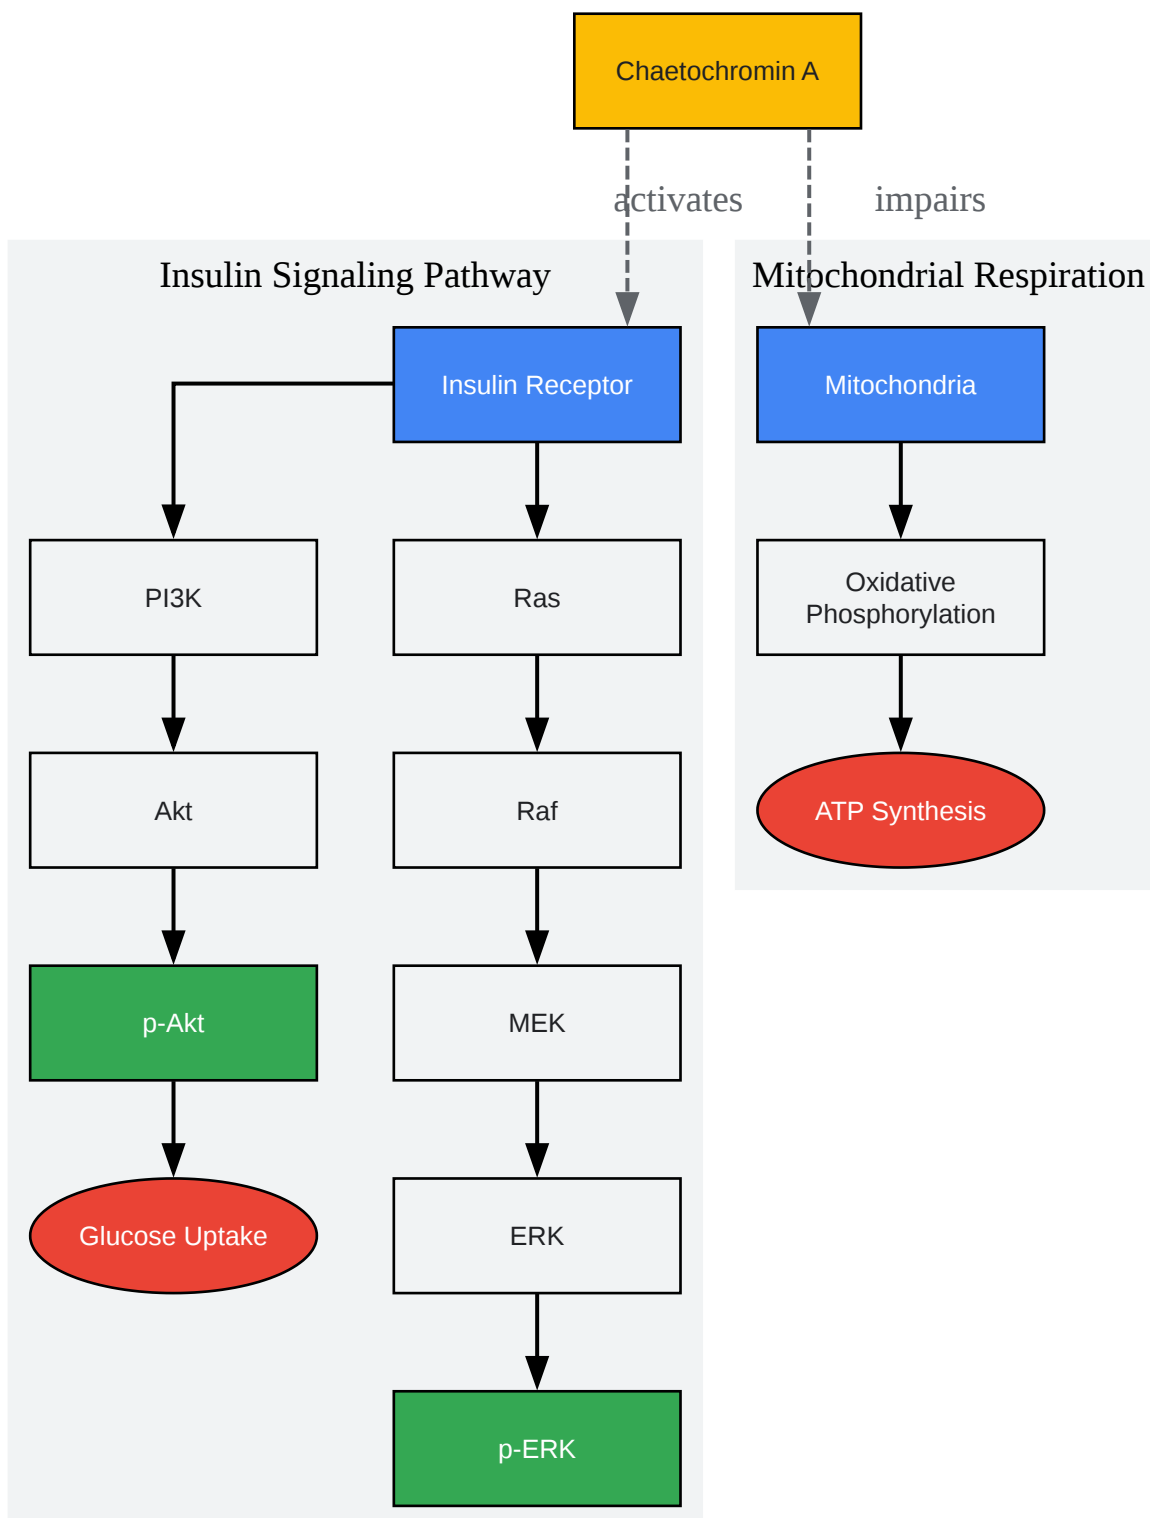 Chaetochromin A
activates
impairs
Insulin Signaling Pathway
Mitochondrial Respiration
Insulin Receptor
Mitochondria
PI3K
Ras
Oxidative
Phosphorylation
Akt
Raf
ATP Synthesis
p-Akt
MEK
Glucose Uptake
ERK
p-ERK